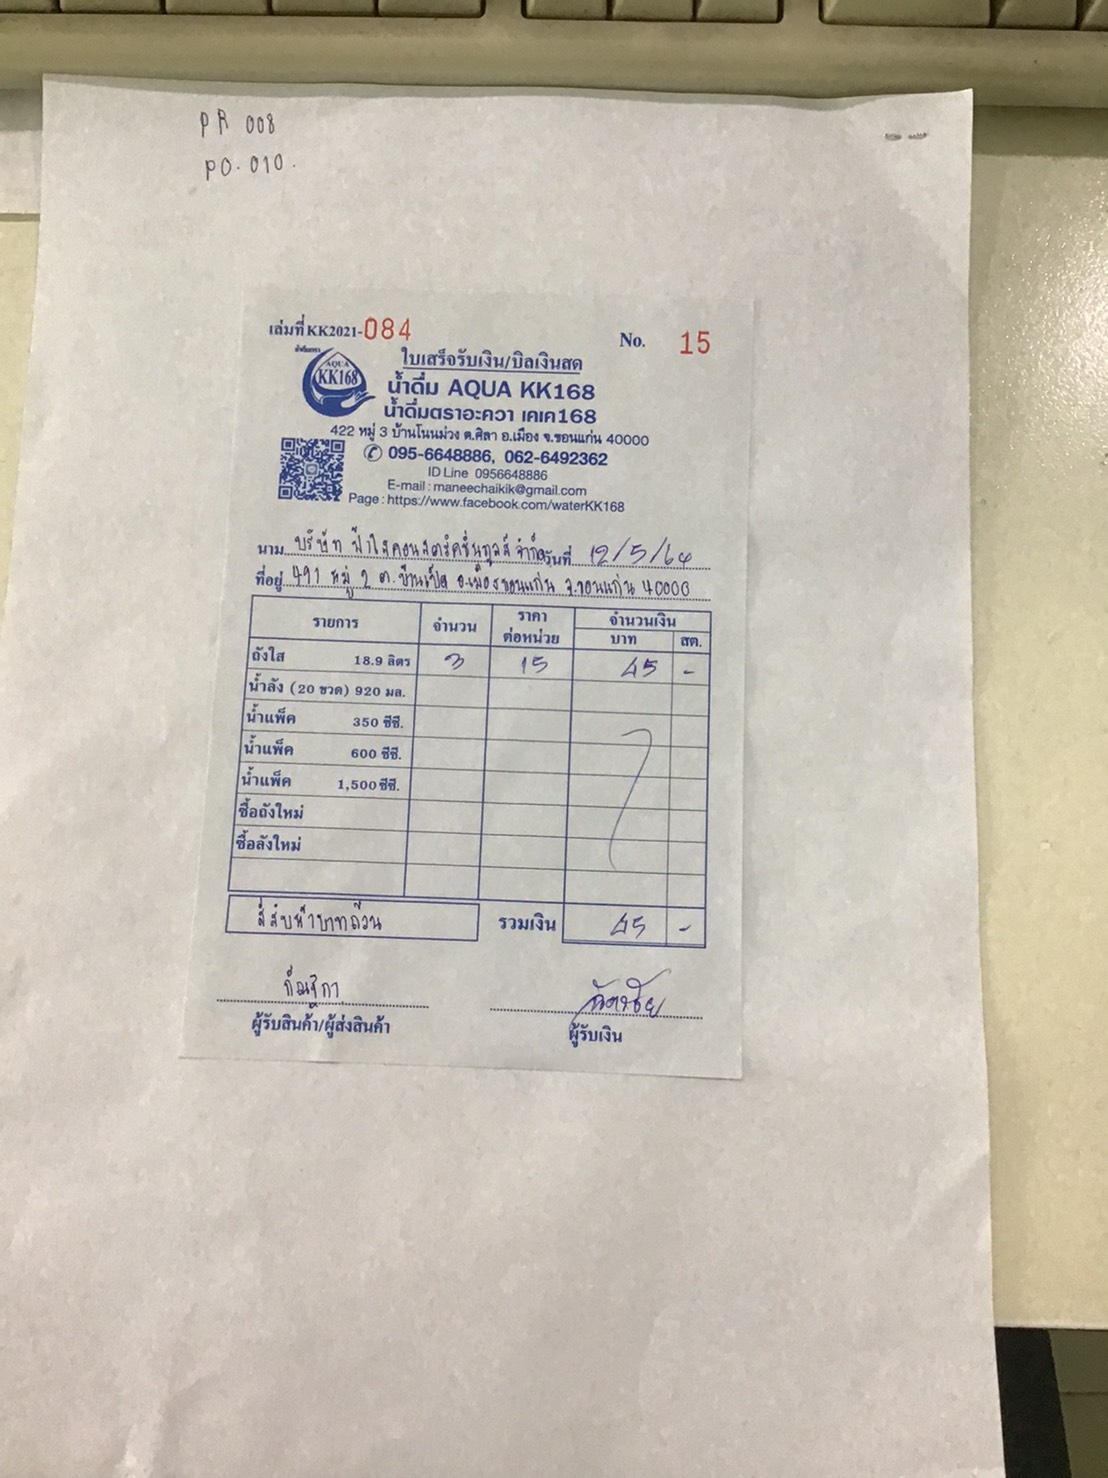 PR 008
PO. 010.
เล่มที่ KK2021-084 No. 15
ใบเสร็จรับเงิน/บิลเงินสด
AQUA
KK168
น้ำดื่ม AQUA KK168
น้ำดื่มตราอะควา เคเค168
422 หมู่ 3 บ้านโนนม่วง ต.ศิลา อ.เมือง จ.ขอนแก่น 40000
095-6648886, 062-6492362
ID Line 0956648886
E-mail : maneechaikik@gmail.com
Page : https://www.facebook.com/waterKK168
นาม บริษัท ฟ้าใสคอนสตรัคชั่นทูลส์ จำกัด วันที่ 12/5/64
ที่อยู่ 491 หมู่ 2 ต.บ้านเป็ด อ.เมืองขอนแก่น จ.ขอนแก่น 40000
รายการ จำนวน ราคา ต่อหน่วย จำนวนเงิน
บาท สต.
ถังใส 18.9 ลิตร 3 15 45 -
น้ำลัง (20 ขวด) 920 มล.
น้ำแพ็ค 350 ซีซี.
น้ำแพ็ค 600 ซีซี.
น้ำแพ็ค 1,500 ซีซี.
ซื้อถังใหม่
ซื้อลังใหม่
สี่สิบห้าบาทถ้วน รวมเงิน 45 -
ผู้รับสินค้า/ผู้ส่งสินค้า ผู้รับเงิน